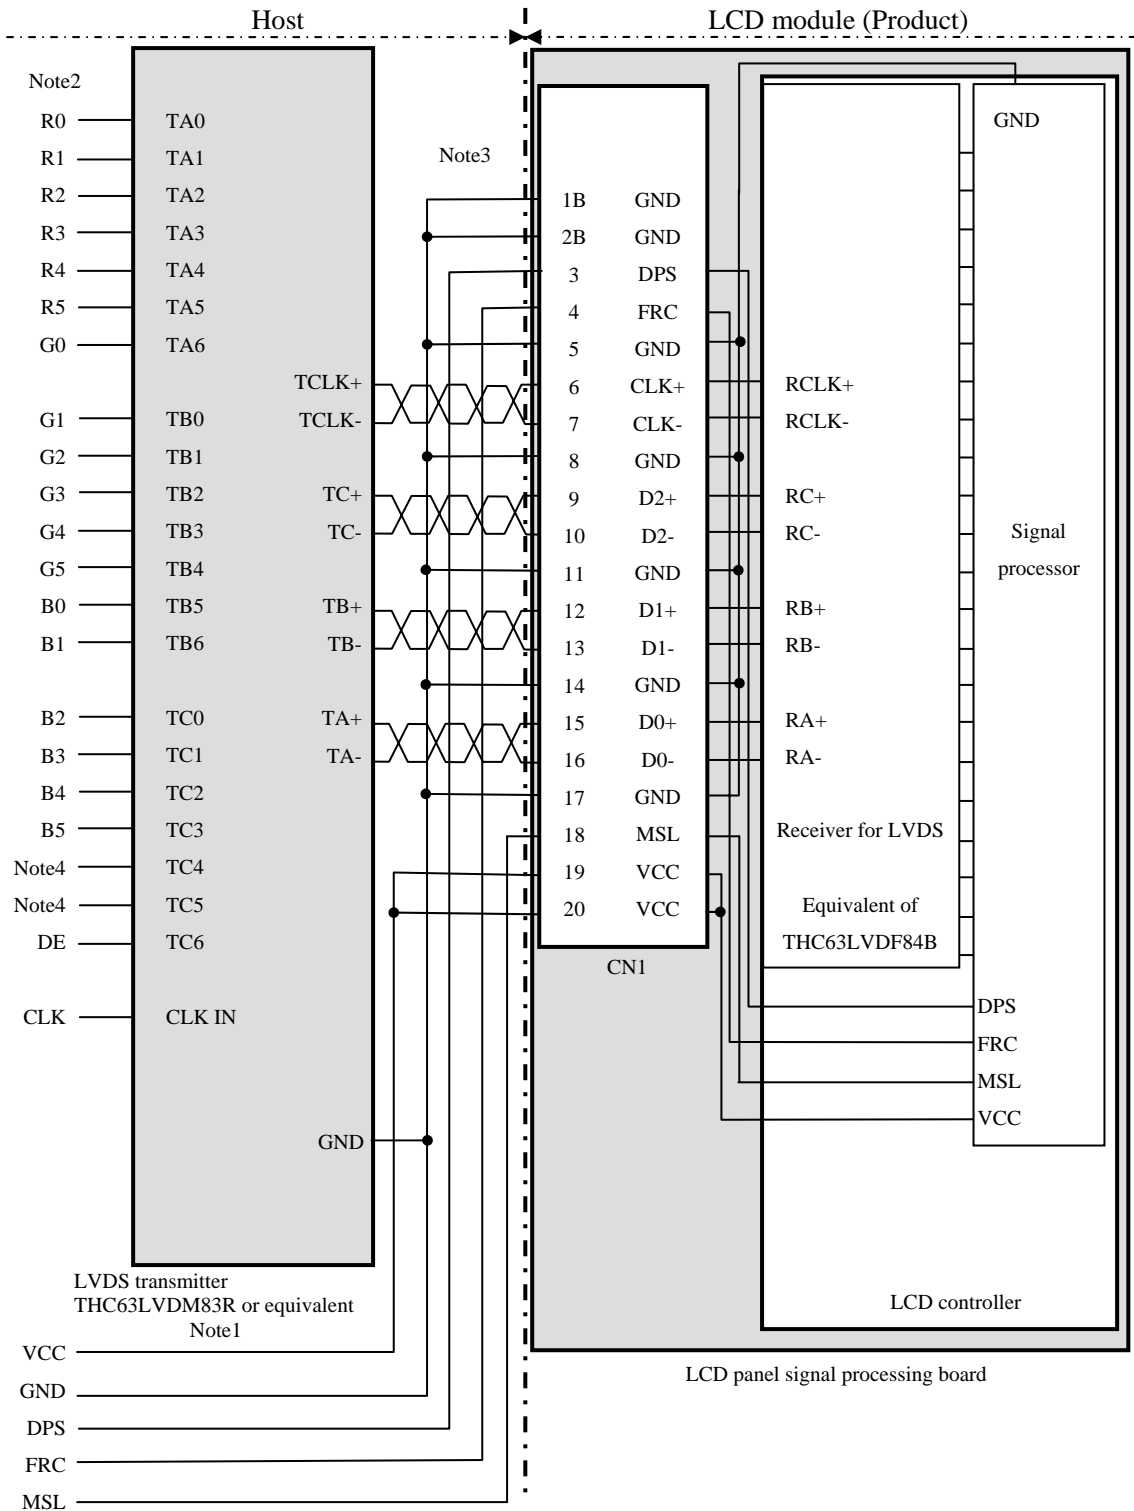 Host
LCD module (Product)
Note2
R0 TA0
R1 TA1
R2 TA2
R3 TA3
R4 TA4
R5 TA5
G0 TA6
TCLK+
G1 TB0 TCLK-
G2 TB1
G3 TB2 TC+
G4 TB3 TC-
G5 TB4
B0 TB5 TB+
B1 TB6 TB-
B2 TC0 TA+
B3 TC1 TA-
B4 TC2
B5 TC3
Note4 TC4
Note4 TC5
DE TC6
CLK CLK IN
GND
LVDS transmitter
THC63LVDM83R or equivalent
Note1
VCC
GND
DPS
FRC
MSL
Note3
1B GND
2B GND
3 DPS
4 FRC
5 GND
6 CLK+
7 CLK-
8 GND
9 D2+
10 D2-
11 GND
12 D1+
13 D1-
14 GND
15 D0+
16 D0-
17 GND
18 MSL
19 VCC
20 VCC
CN1
RCLK+
RCLK-
RC+
RC-
RB+
RB-
RA+
RA-
Receiver for LVDS
Equivalent of
THC63LVDF84B
GND
Signal
processor
DPS
FRC
MSL
VCC
LCD controller
LCD panel signal processing board